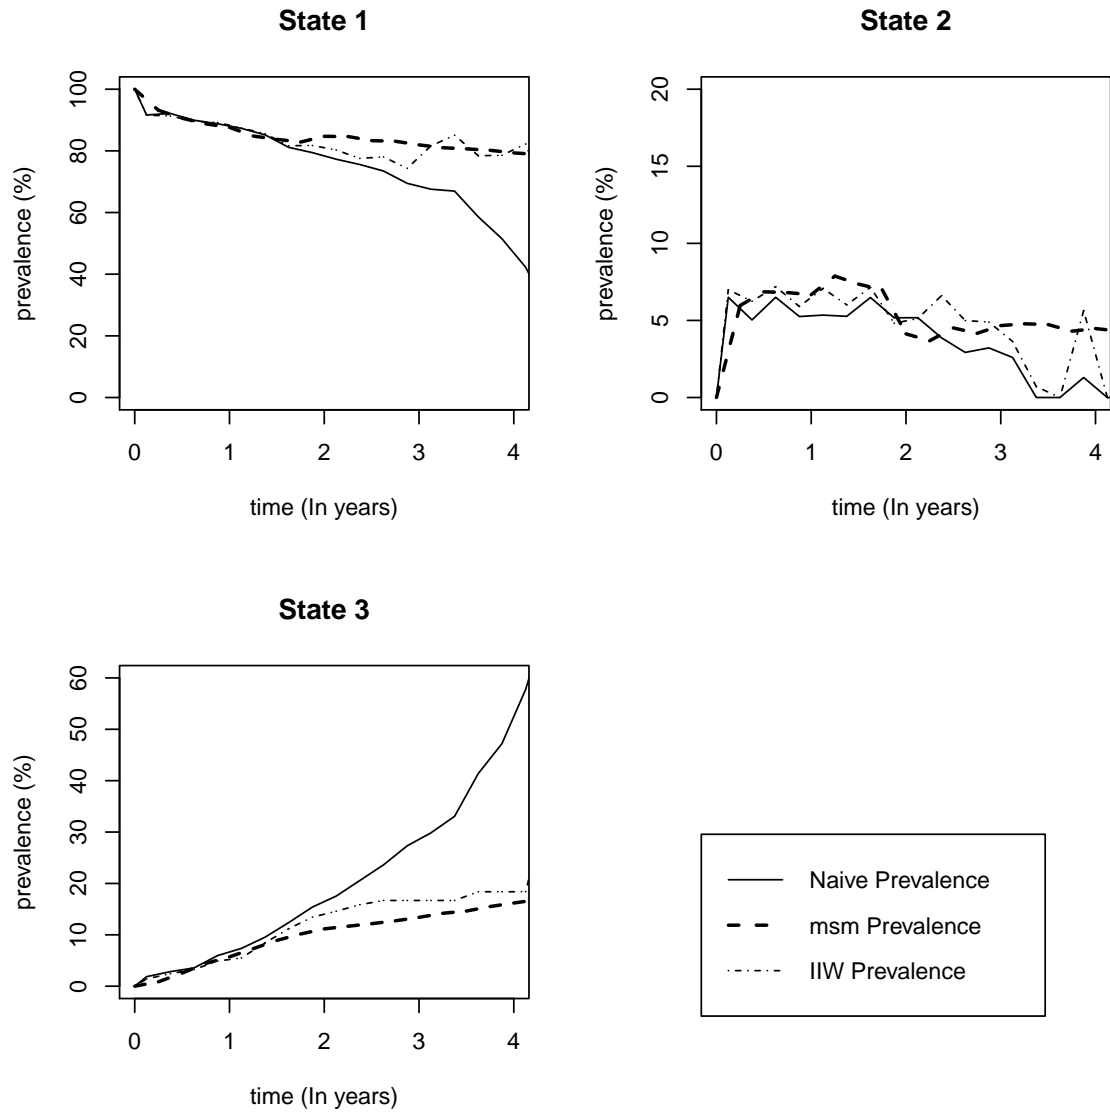 State 1
prevalence (%)
100
80
60
40
20
0
0 1 2 3 4
time (In years)
State 2
prevalence (%)
20
15
10
5
0
0 1 2 3 4
time (In years)
State 3
prevalence (%)
60
50
40
30
20
10
0
0 1 2 3 4
time (In years)
Naive Prevalence
msm Prevalence
IIW Prevalence